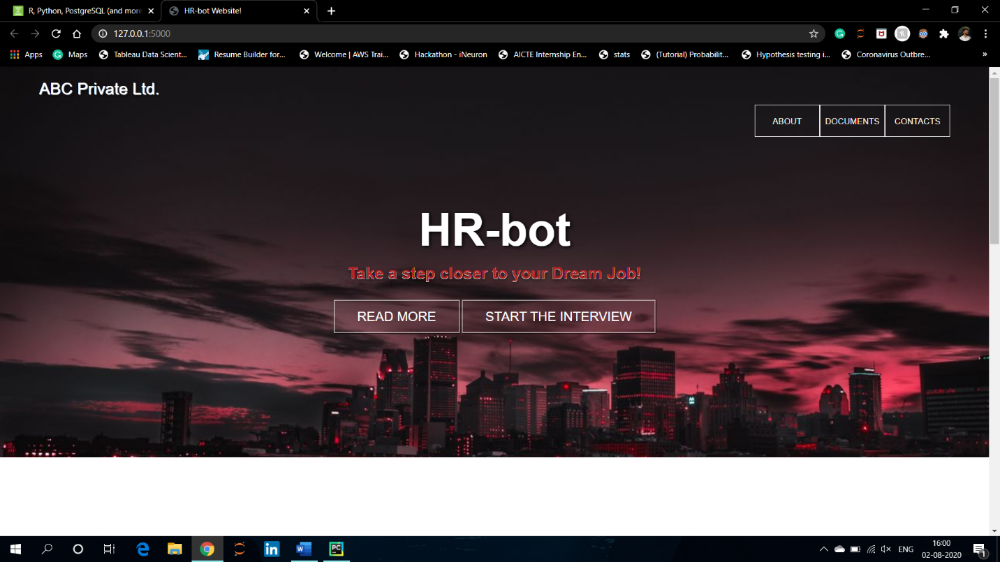 R, Python, PostgreSQL (and more
HR-bot Website!
127.0.0.1:5000
Apps
Maps
Tableau Data Scient...
Resume Builder for...
Welcome | AWS Trai...
Hackathon - iNeuron
AICTE Internship En...
stats
(Tutorial) Probabilit...
Hypothesis testing i...
Coronavirus Outbre...
»
ABC Private Ltd.
ABOUT
DOCUMENTS
CONTACTS
HR-bot
Take a step closer to your Dream Job!
READ MORE
START THE INTERVIEW
ENG
16:00
02-08-2020
1